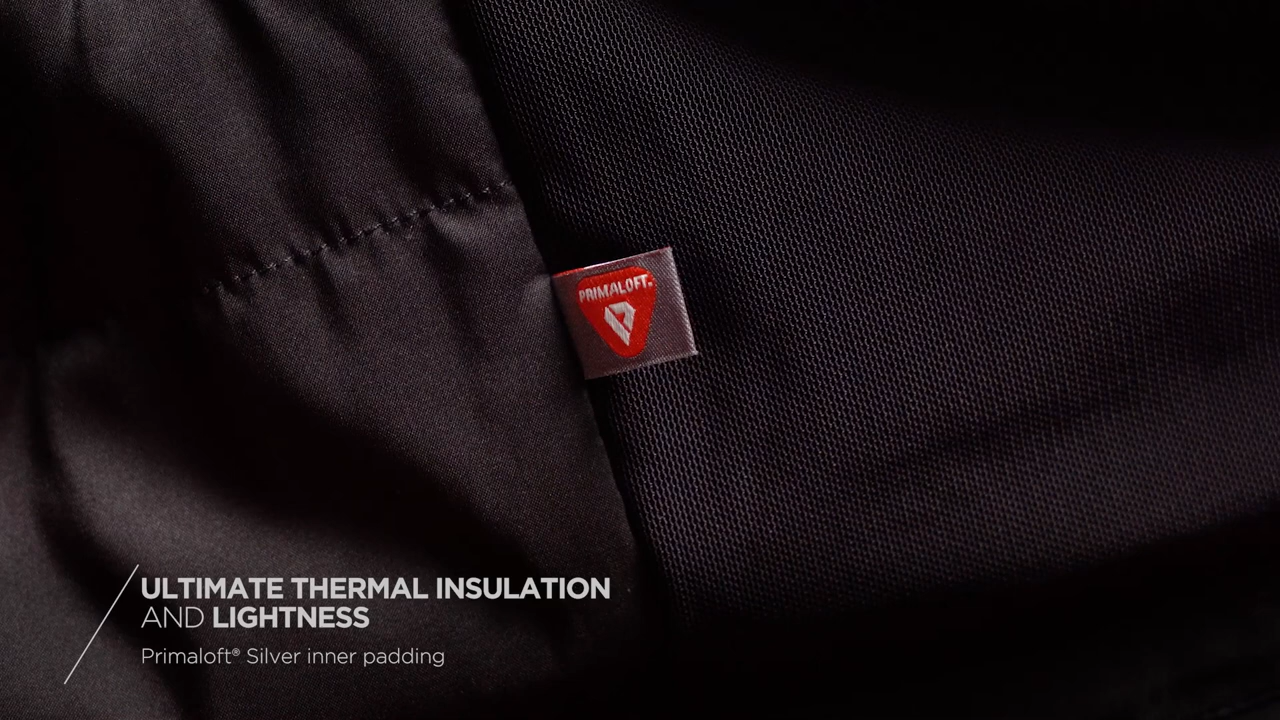 PRIMALOFT.
ULTIMATE THERMAL INSULATION
AND LIGHTNESS
Primaloft® Silver inner padding